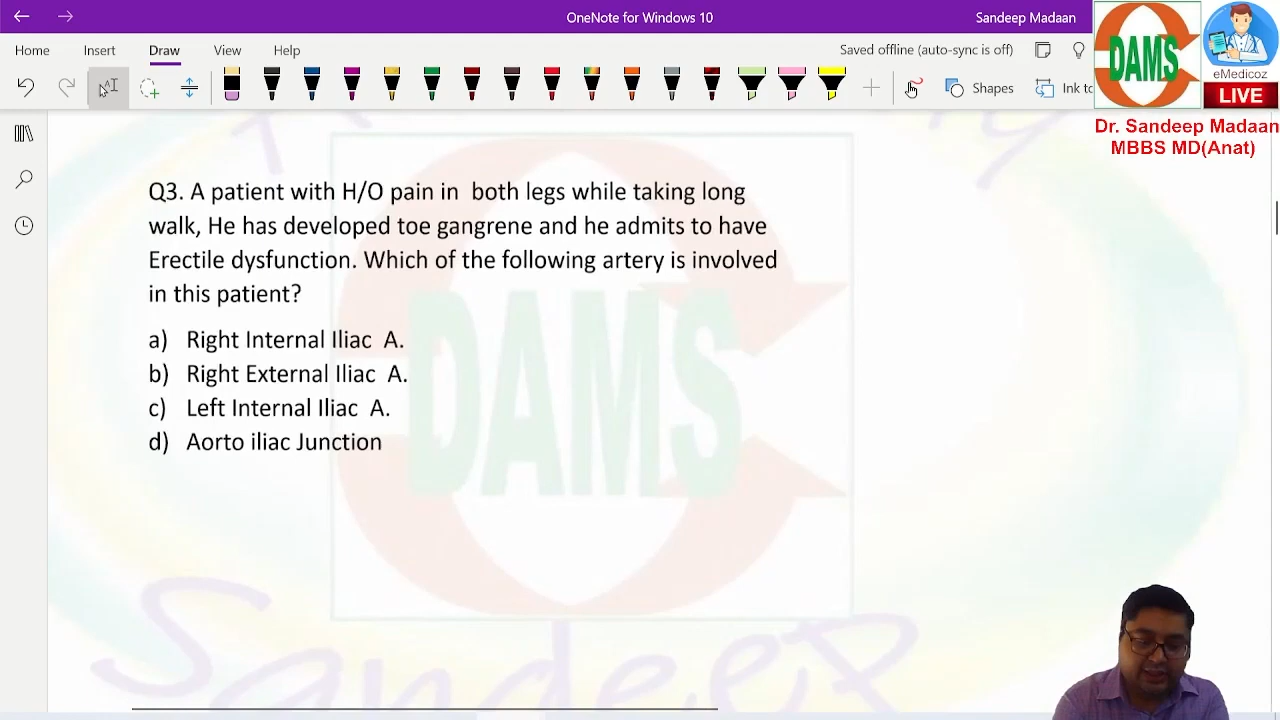 OneNote for Windows 10
Sandeep Madaan
Home Insert Draw View Help
Saved offline (auto-sync is off)
Shapes
Ink to
DAMS
eMedicoz
LIVE
Dr. Sandeep Madaan
MBBS MD(Anat)
Q3. A patient with H/O pain in both legs while taking long
walk, He has developed toe gangrene and he admits to have
Erectile dysfunction. Which of the following artery is involved
in this patient?
a) Right Internal Iliac A.
b) Right External Iliac A.
c) Left Internal Iliac A.
d) Aorto iliac Junction
DAMS
Sandeep